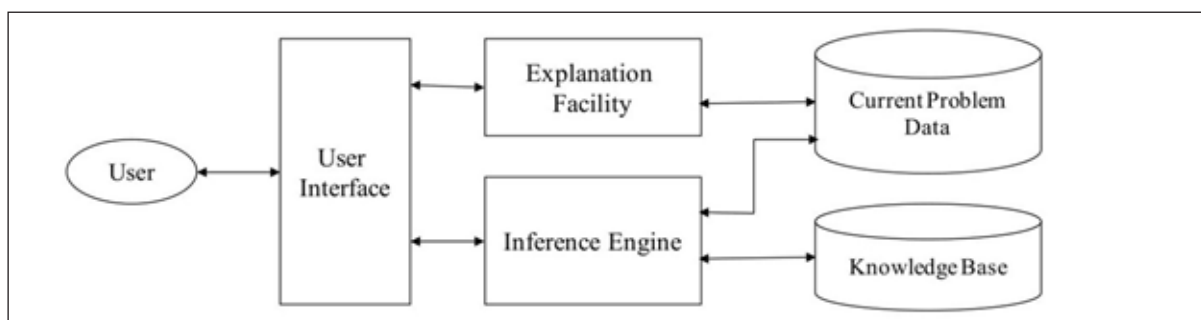 User
User
Interface
Explanation
Facility
Inference Engine
Current Problem
Data
Knowledge Base